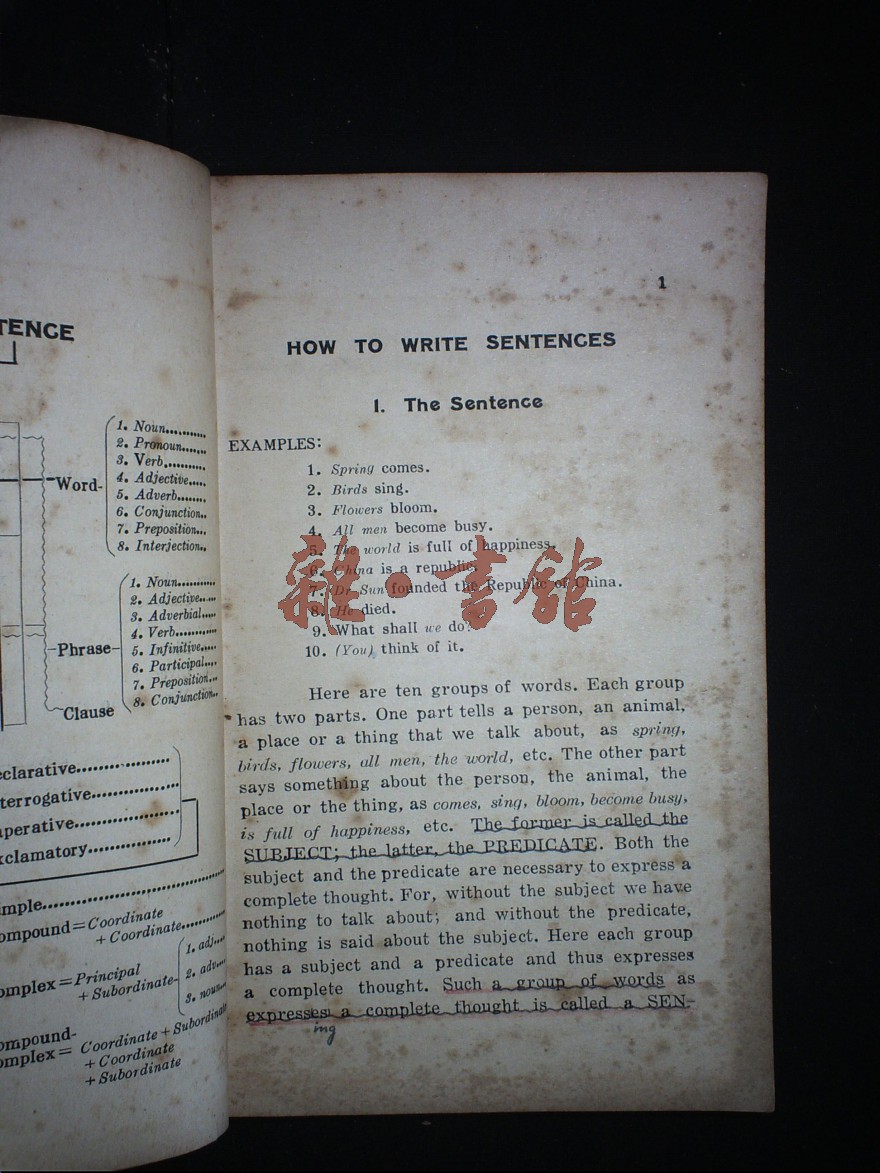 TENCE
Word-
1. Noun..........
2. Pronoun.......
3. Verb..........
4. Adjective.....
5. Adverb........
6. Conjunction..
7. Preposition...
8. Interjection..
Phrase-
1. Noun...........
2. Adjective.....
3. Adverbial.....
4. Verb............
5. Infinitive.....
6. Participal....
7. Preposition...
8. Conjunction...
Clause
eclarative....................
terrogative..................
perative.....................
xclamatory.................
mple.....................................
ompound=Coordinate
+Coordinate...........
omplex=Principal
+Subordinate-
1. adj....
2. adv....
3. noun...
ompound-
omplex= Coordinate+Subordinate
+Coordinate
+Subordinate
1
HOW TO WRITE SENTENCES
I. The Sentence
EXAMPLES:
1. Spring comes.
2. Birds sing.
3. Flowers bloom.
4. All men become busy.
5. The world is full of happiness.
6. China is a republic.
7. Dr Sun founded the Republic of China.
8. He died.
9. What shall we do?
10. (You) think of it.
雜·書館
Here are ten groups of words. Each group
has two parts. One part tells a person, an animal,
a place or a thing that we talk about, as spring,
birds, flowers, all men, the world, etc. The other part
says something about the person, the animal, the
place or the thing, as comes, sing, bloom, become busy,
is full of happiness, etc. The former is called the
SUBJECT; the latter, the PREDICATE. Both the
subject and the predicate are necessary to express a
complete thought. For, without the subject we have
nothing to talk about; and without the predicate,
nothing is said about the subject. Here each group
has a subject and a predicate and thus expresses
a complete thought. Such a group of words as
expresses a complete thought is called a SEN-
ing